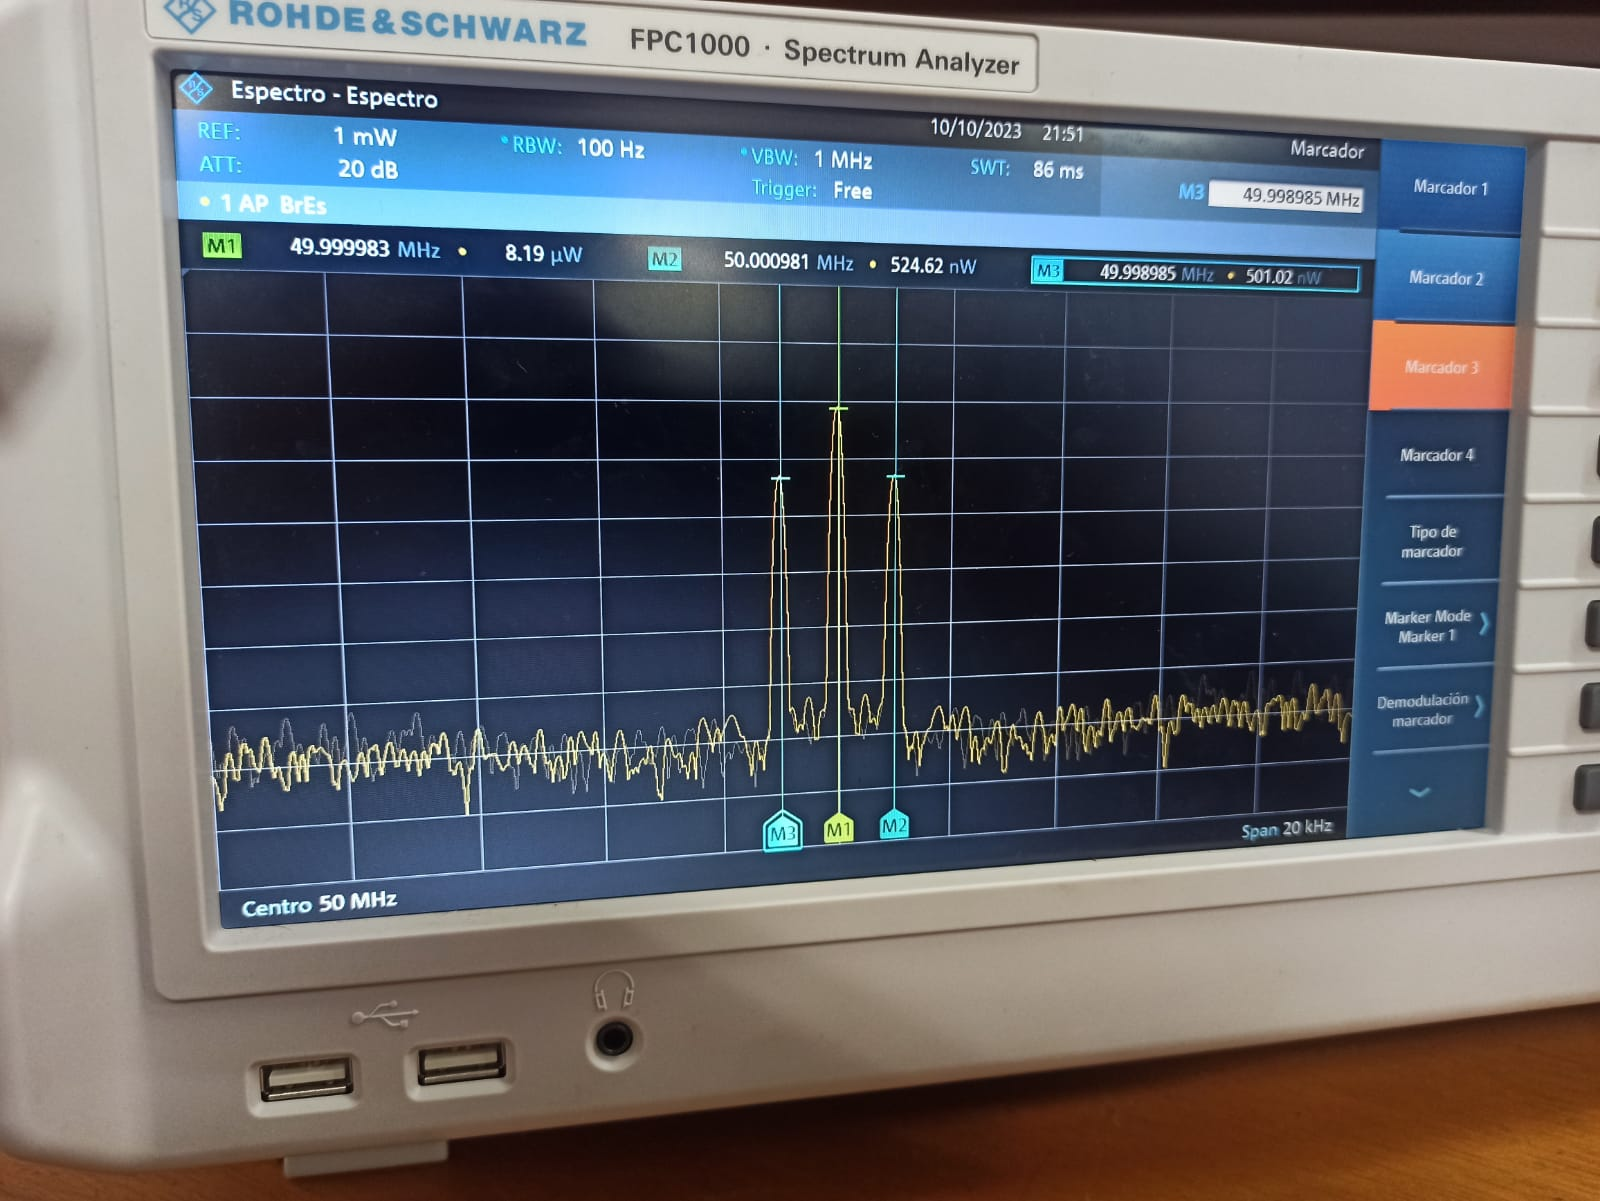 ROHDE&SCHWARZ FPC1000 · Spectrum Analyzer
Espectro - Espectro
10/10/2023 21:51
Marcador
REF: 1 mW
RBW: 100 Hz
VBW: 1 MHz
SWT: 86 ms
ATT: 20 dB
Trigger: Free
M3 49.998985 MHz
1 AP BrEs
M1 49.999983 MHz • 8.19 µW
M2 50.000981 MHz • 524.62 nW
M3 49.998985 MHz • 501.02 nW
Marcador 1
Marcador 2
Marcador 3
Marcador 4
Tipo de
marcador
Marker Mode
Marker 1
Demodulación
marcador
M3
M1
M2
Centro 50 MHz
Span 20 kHz